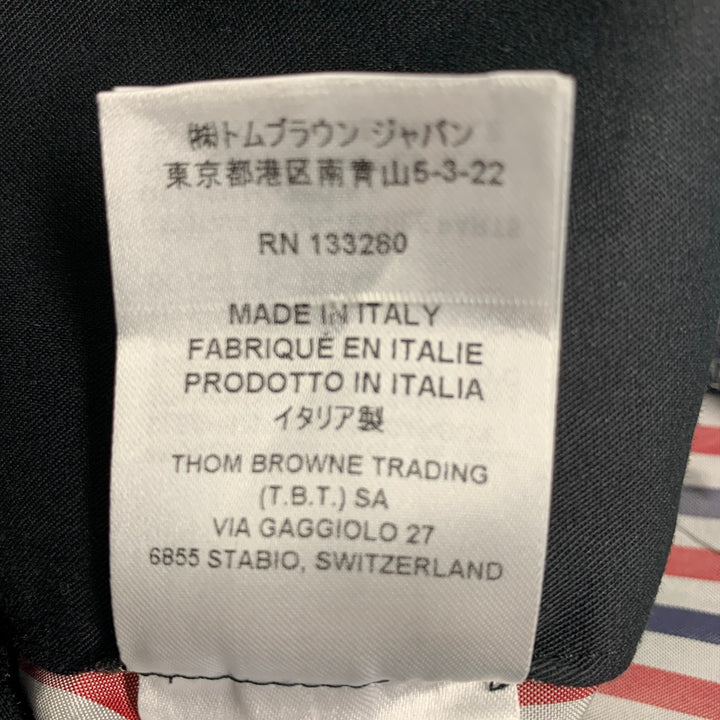 ㈱トムブラウン ジャパン
東京都港区南青山5-3-22
RN 133280
MADE IN ITALY
FABRIQUÉ EN ITALIE
PRODOTTO IN ITALIA
イタリア製
THOM BROWNE TRADING
(T.B.T.) SA
VIA GAGGIOLO 27
6855 STABIO, SWITZERLAND